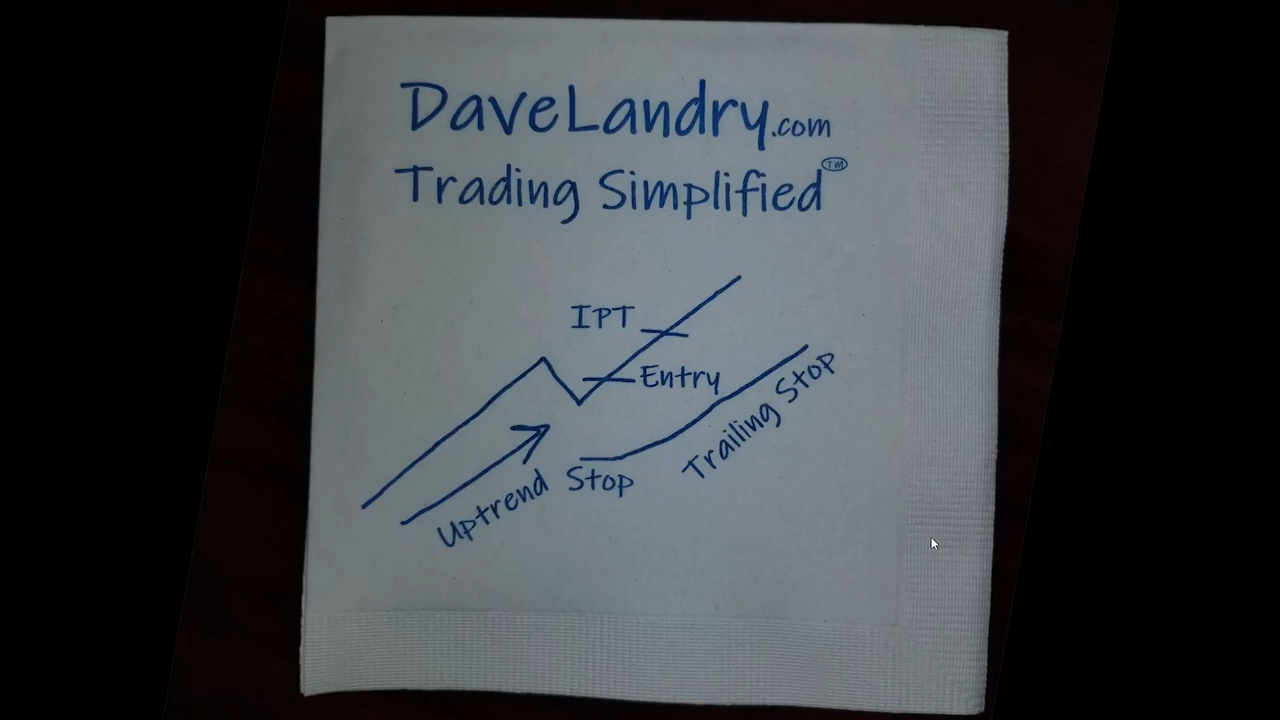 DaveLandry.com
Trading Simplified TM
IPT
Entry
Trailing Stop
Stop
Uptrend